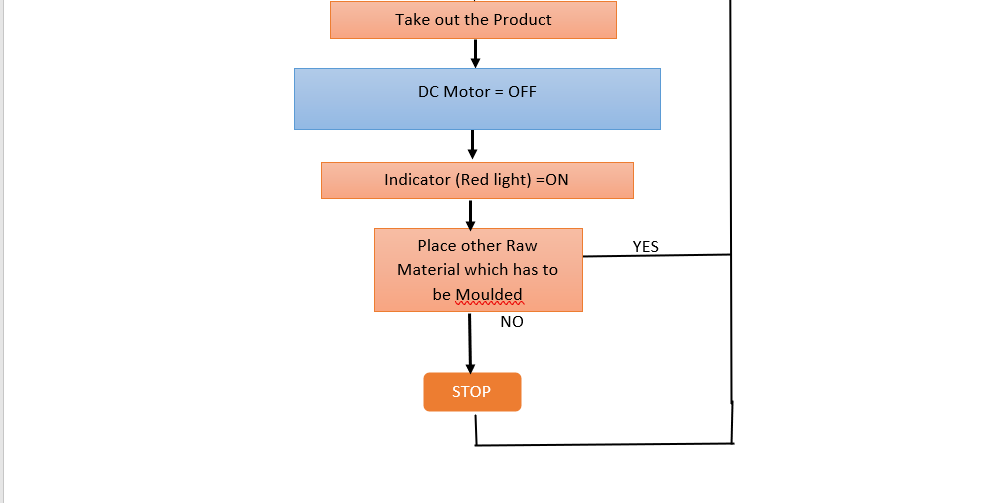 Take out the Product
DC Motor = OFF
Indicator (Red light) =ON
Place other Raw
Material which has to
be Moulded
YES
NO
STOP